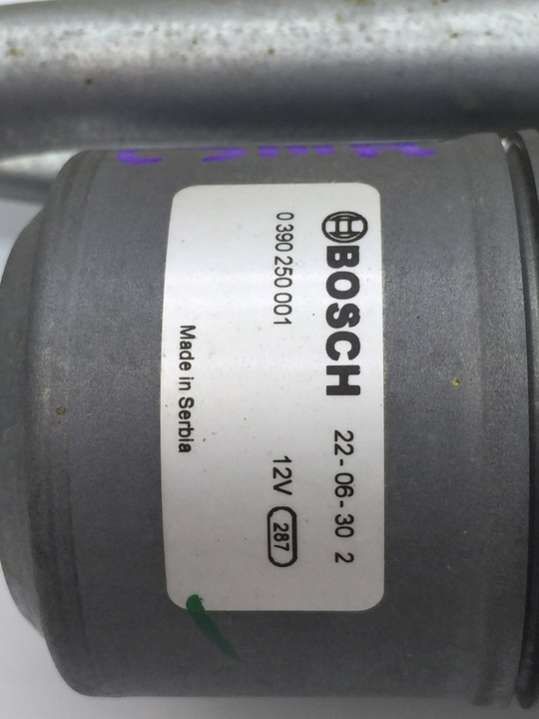 BOSCH 22-06-30 2
0 390 250 001 12V 287
Made in Serbia